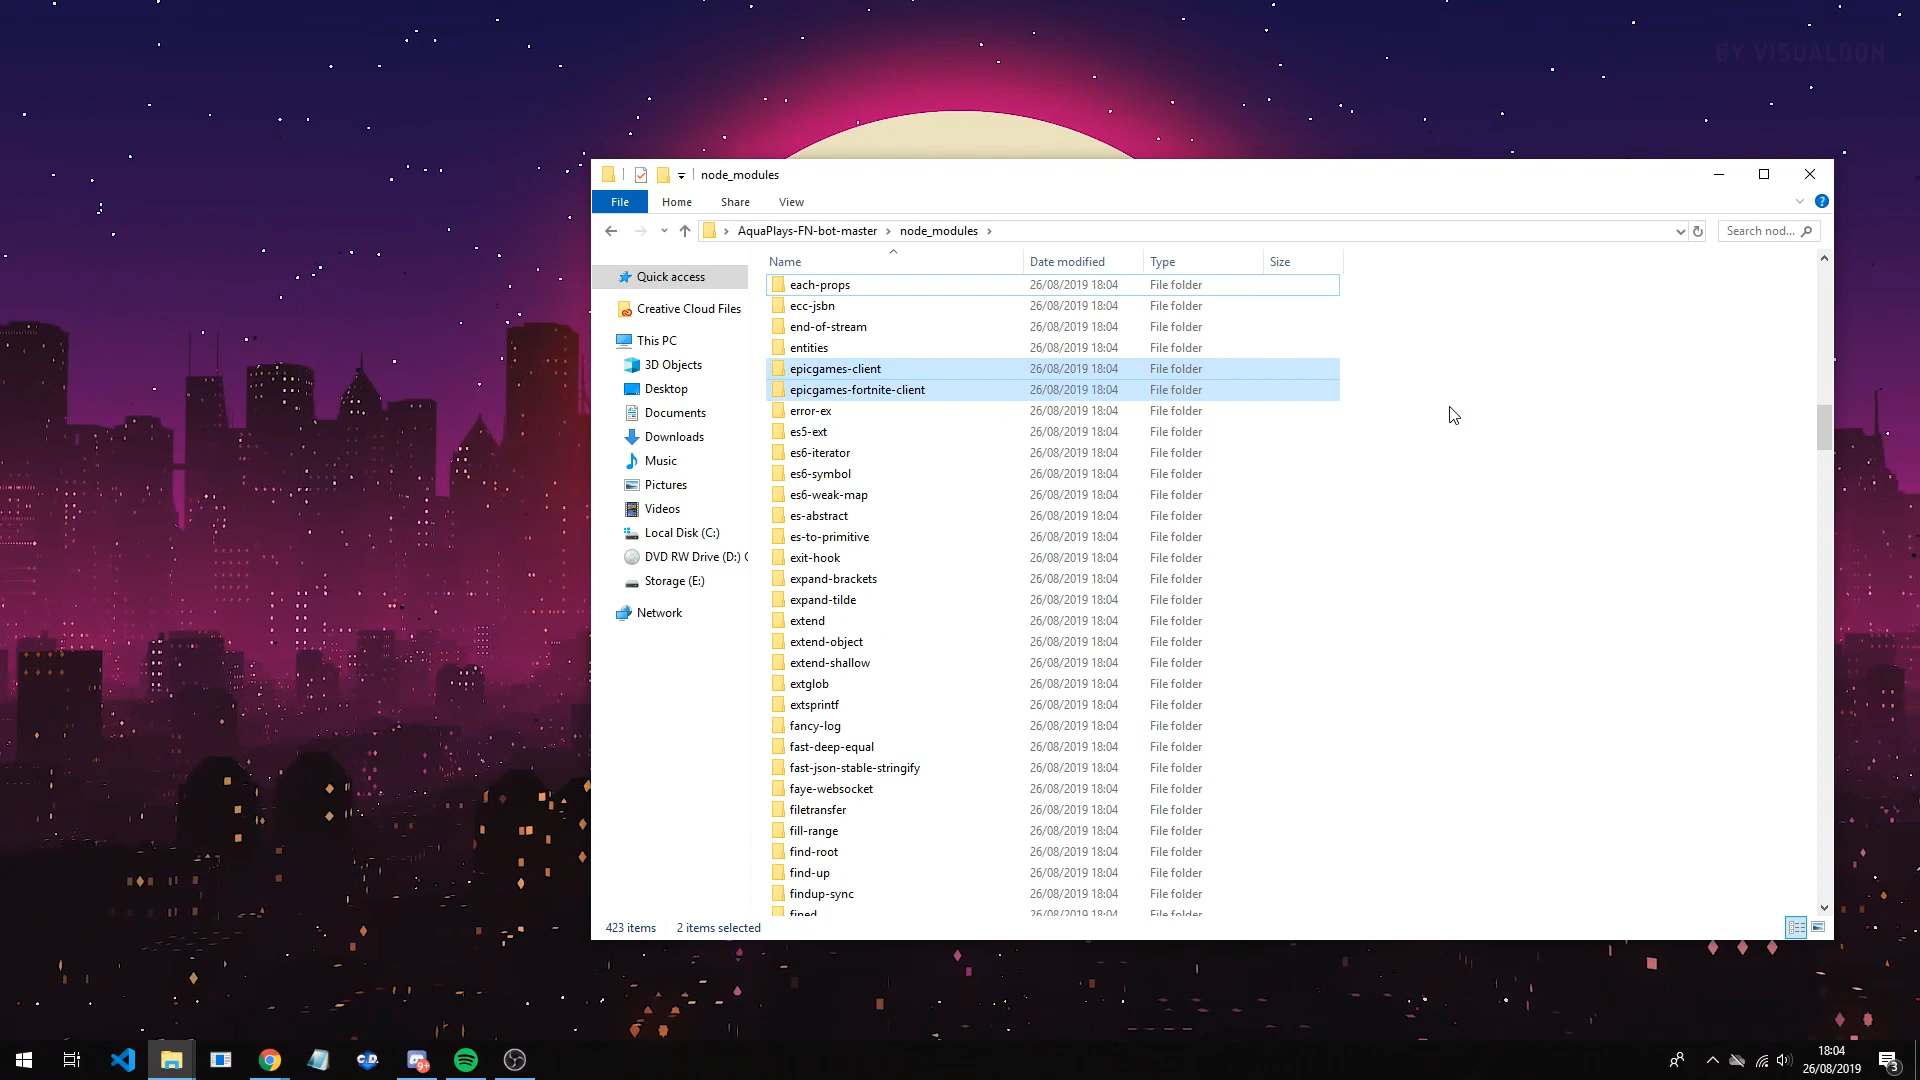 BY VISUALDON
node_modules
File Home Share View
AquaPlays-FN-bot-master node_modules
Search nod...
Quick access
Creative Cloud Files
This PC
3D Objects
Desktop
Documents
Downloads
Music
Pictures
Videos
Local Disk (C:)
DVD RW Drive (D:) C
Storage (E:)
Network
Name Date modified Type Size
each-props 26/08/2019 18:04 File folder
ecc-jsbn 26/08/2019 18:04 File folder
end-of-stream 26/08/2019 18:04 File folder
entities 26/08/2019 18:04 File folder
epicgames-client 26/08/2019 18:04 File folder
epicgames-fortnite-client 26/08/2019 18:04 File folder
error-ex 26/08/2019 18:04 File folder
es5-ext 26/08/2019 18:04 File folder
es6-iterator 26/08/2019 18:04 File folder
es6-symbol 26/08/2019 18:04 File folder
es6-weak-map 26/08/2019 18:04 File folder
es-abstract 26/08/2019 18:04 File folder
es-to-primitive 26/08/2019 18:04 File folder
exit-hook 26/08/2019 18:04 File folder
expand-brackets 26/08/2019 18:04 File folder
expand-tilde 26/08/2019 18:04 File folder
extend 26/08/2019 18:04 File folder
extend-object 26/08/2019 18:04 File folder
extend-shallow 26/08/2019 18:04 File folder
extglob 26/08/2019 18:04 File folder
extsprintf 26/08/2019 18:04 File folder
fancy-log 26/08/2019 18:04 File folder
fast-deep-equal 26/08/2019 18:04 File folder
fast-json-stable-stringify 26/08/2019 18:04 File folder
faye-websocket 26/08/2019 18:04 File folder
filetransfer 26/08/2019 18:04 File folder
fill-range 26/08/2019 18:04 File folder
find-root 26/08/2019 18:04 File folder
find-up 26/08/2019 18:04 File folder
findup-sync 26/08/2019 18:04 File folder
fined 26/08/2019 18:04 File folder
423 items 2 items selected
C.D.
9+
18:04
26/08/2019
3